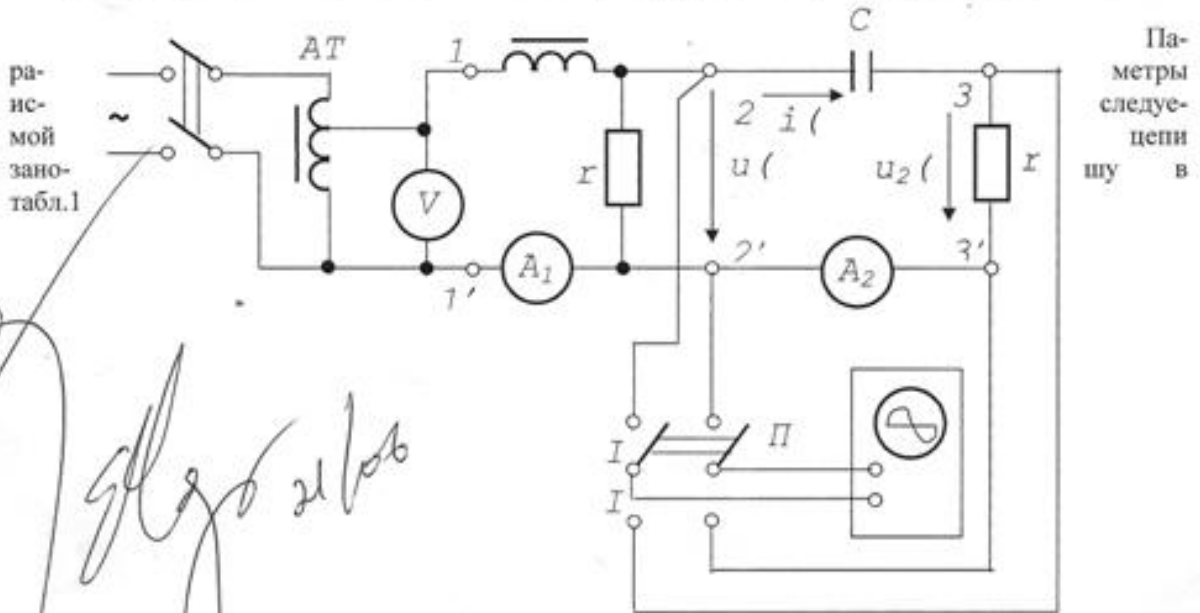 C
АТ
1
Па-
ра-
метры
ис-
следуе-
мой
цепи
зано-
шу в
табл.1
~
2 i(
3
r
u(
u₂(
r
V
1'
A₁
2'
A₂
3'
I
П
I